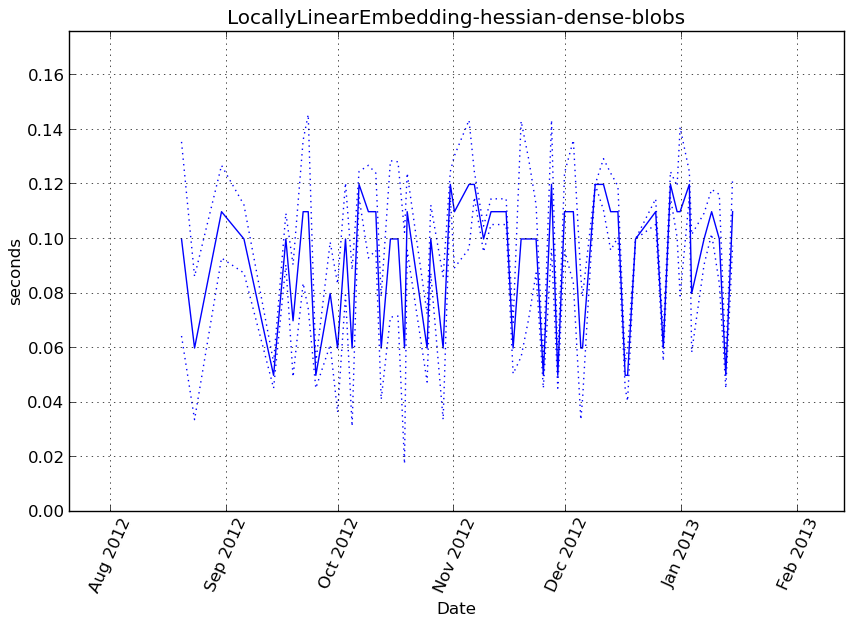 LocallyLinearEmbedding-hessian-dense-blobs
0.16
0.14
0.12
0.10
0.08
0.06
0.04
0.02
0.00
seconds
Aug 2012
Sep 2012
Oct 2012
Nov 2012
Dec 2012
Jan 2013
Feb 2013
Date